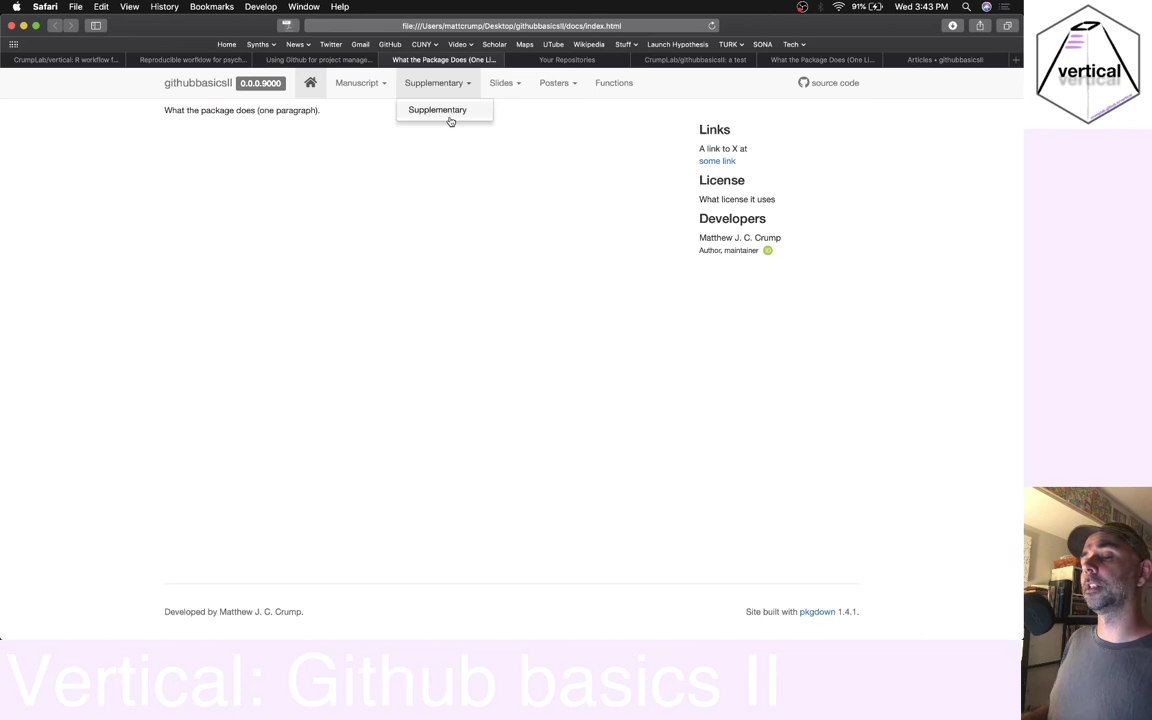 Safari File Edit View History Bookmarks Develop Window Help 91% Wed 3:43 PM
file:///Users/mattcrump/Desktop/githubbasicsII/docs/index.html
Home Synths News Twitter Gmail GitHub CUNY Video Scholar Maps UTube Wikipedia Stuff Launch Hypothesis TURK SONA Tech
CrumpLab/vertical: R workflow f... Reproducible worfklow for psych... Using Github for project manage... What the Package Does (One Li... Your Repositories CrumpLab/githubbasicsII: a test What the Package Does (One Li... Articles • githubbasicsII
githubbasicsII 0.0.0.9000 Manuscript Supplementary Slides Posters Functions source code
Supplementary
What the package does (one paragraph).
Links
A link to X at
some link
License
What license it uses
Developers
Matthew J. C. Crump
Author, maintainer iD
Developed by Matthew J. C. Crump.
Site built with pkgdown 1.4.1.
vertical
Vertical: Github basics II